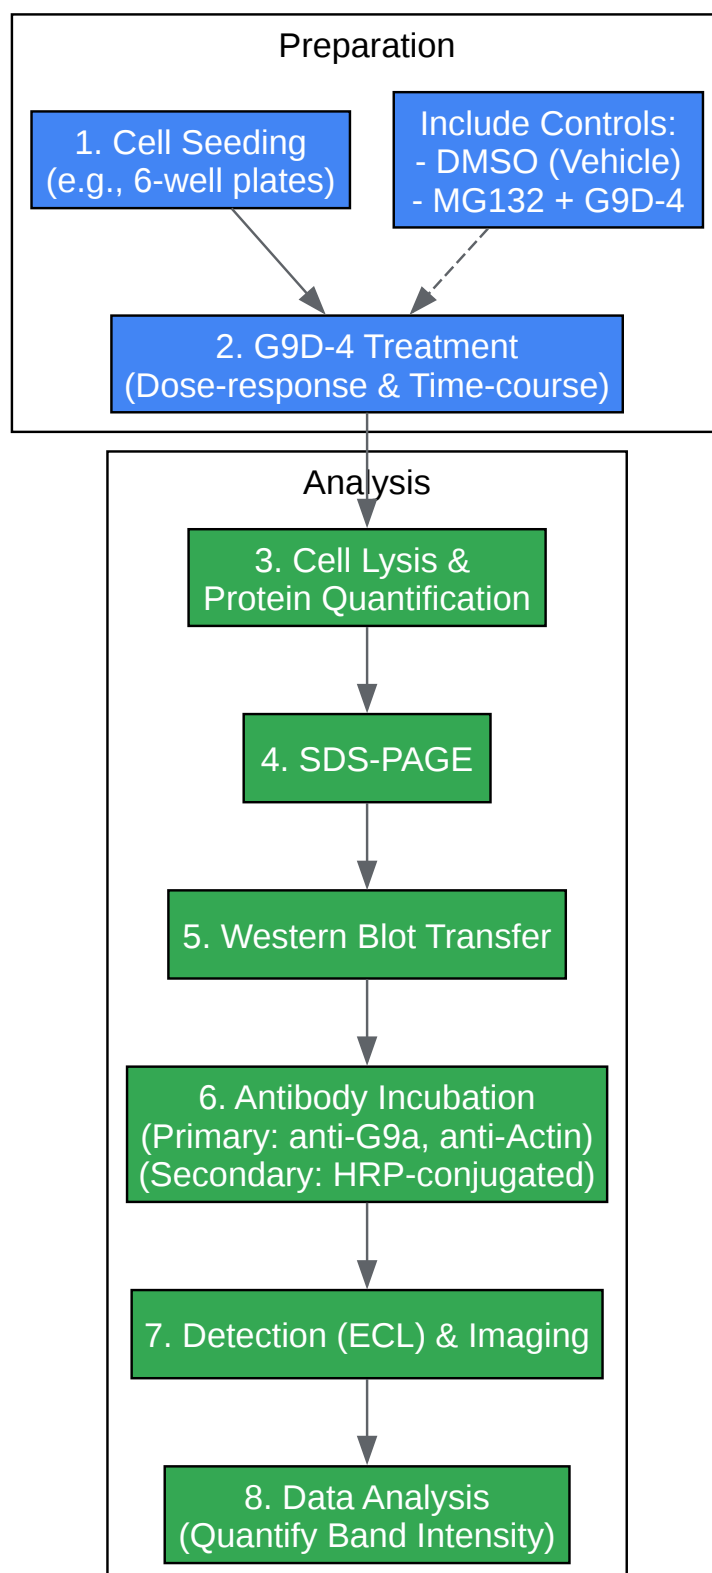 Preparation
1. Cell Seeding
(e.g., 6-well plates)
Include Controls:
- DMSO (Vehicle)
- MG132 + G9D-4
2. G9D-4 Treatment
(Dose-response & Time-course)
Analysis
3. Cell Lysis &
Protein Quantification
4. SDS-PAGE
5. Western Blot Transfer
6. Antibody Incubation
(Primary: anti-G9a, anti-Actin)
(Secondary: HRP-conjugated)
7. Detection (ECL) & Imaging
8. Data Analysis
(Quantify Band Intensity)